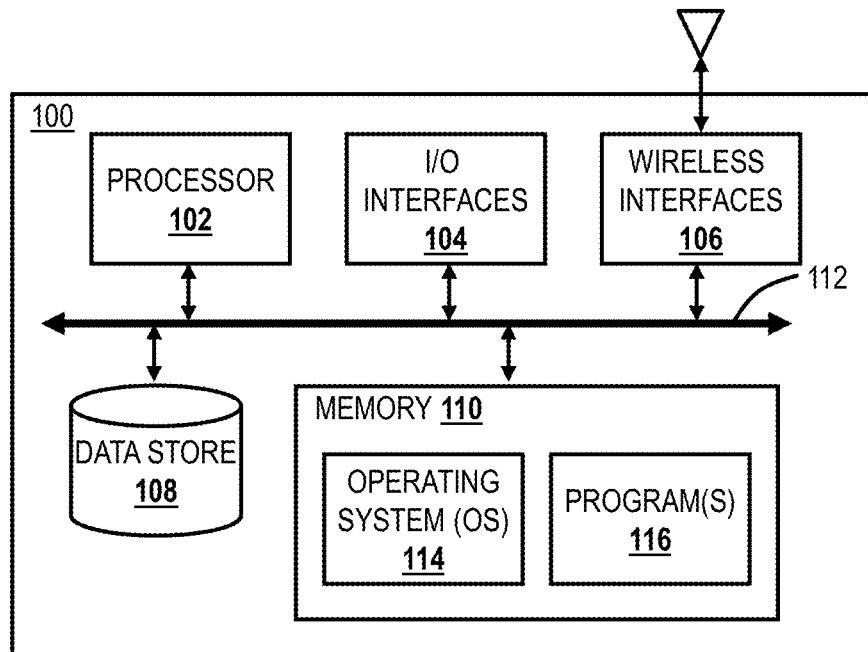 100
PROCESSOR
102
I/O
INTERFACES
104
WIRELESS
INTERFACES
106
112
DATA STORE
108
MEMORY 110
OPERATING
SYSTEM (OS)
114
PROGRAM(S)
116